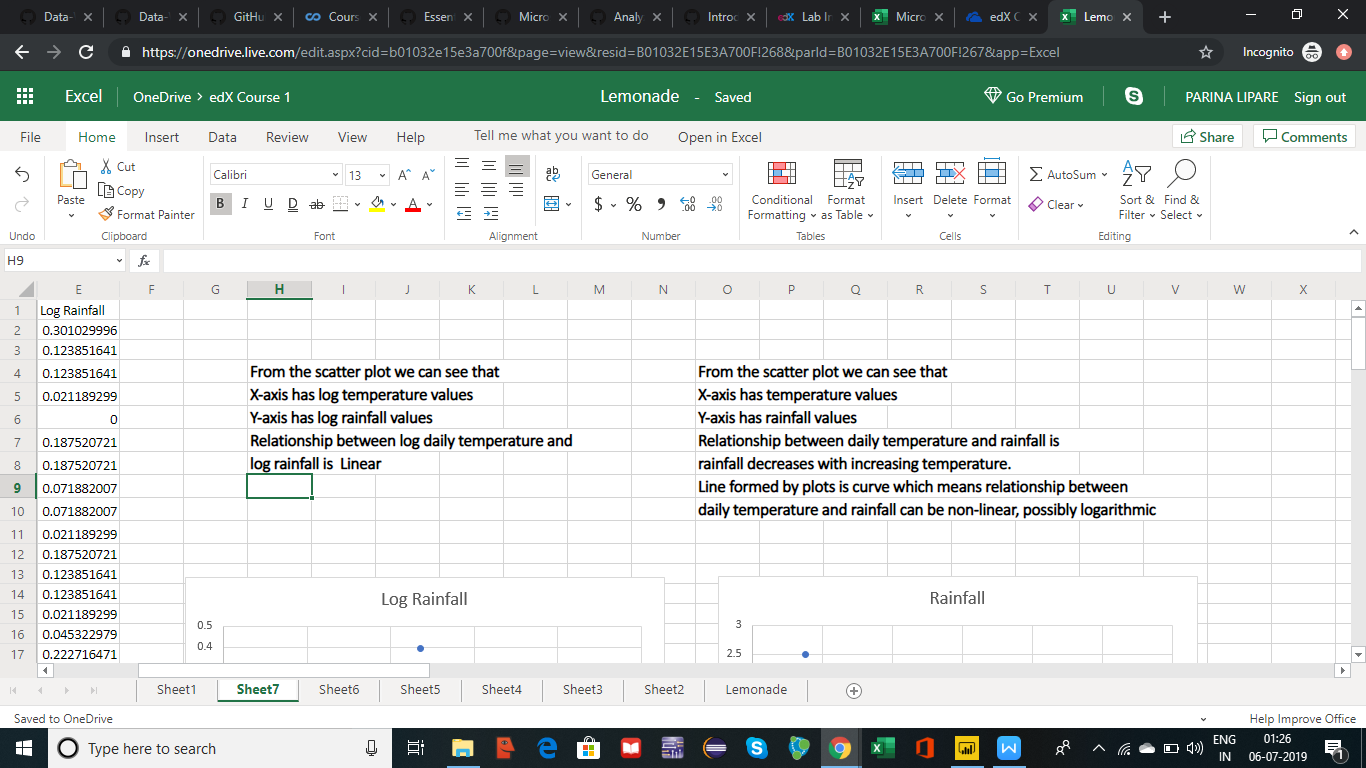 Data-
Data-
GitHu
Cours
Essen
Micro
Analy
Introd
edX Lab In
Micro
edX C
Lemo
https://onedrive.live.com/edit.aspx?cid=b01032e15e3a700f&page=view&resid=B01032E15E3A700F!268&parId=B01032E15E3A700F!267&app=Excel
Incognito
Excel OneDrive > edX Course 1
Lemonade - Saved
Go Premium
PARINA LIPARE Sign out
File Home Insert Data Review View Help Tell me what you want to do Open in Excel
Share Comments
Paste
Cut
Copy
Format Painter
Calibri 13
B I U D ab
General
$ % 9 .00 .00
Conditional Formatting
Format as Table
Insert Delete Format
AutoSum
Clear
Sort & Filter
Find & Select
Undo Clipboard Font Alignment Number Tables Cells Editing
H9 fx
E F G H I J K L M N O P Q R S T U V W X
1 Log Rainfall
2 0.301029996
3 0.123851641
4 0.123851641 From the scatter plot we can see that From the scatter plot we can see that
5 0.021189299 X-axis has log temperature values X-axis has temperature values
6 0 Y-axis has log rainfall values Y-axis has rainfall values
7 0.187520721 Relationship between log daily temperature and Relationship between daily temperature and rainfall is
8 0.187520721 log rainfall is Linear rainfall decreases with increasing temperature.
9 0.071882007 Line formed by plots is curve which means relationship between
10 0.071882007 daily temperature and rainfall can be non-linear, possibly logarithmic
11 0.021189299
12 0.187520721
13 0.123851641
14 0.123851641
15 0.021189299
16 0.045322979
17 0.222716471
Log Rainfall
0.5
0.4
Rainfall
3
2.5
Sheet1 Sheet7 Sheet6 Sheet5 Sheet4 Sheet3 Sheet2 Lemonade
Saved to OneDrive
Help Improve Office
Type here to search
ENG
IN
01:26
06-07-2019
1